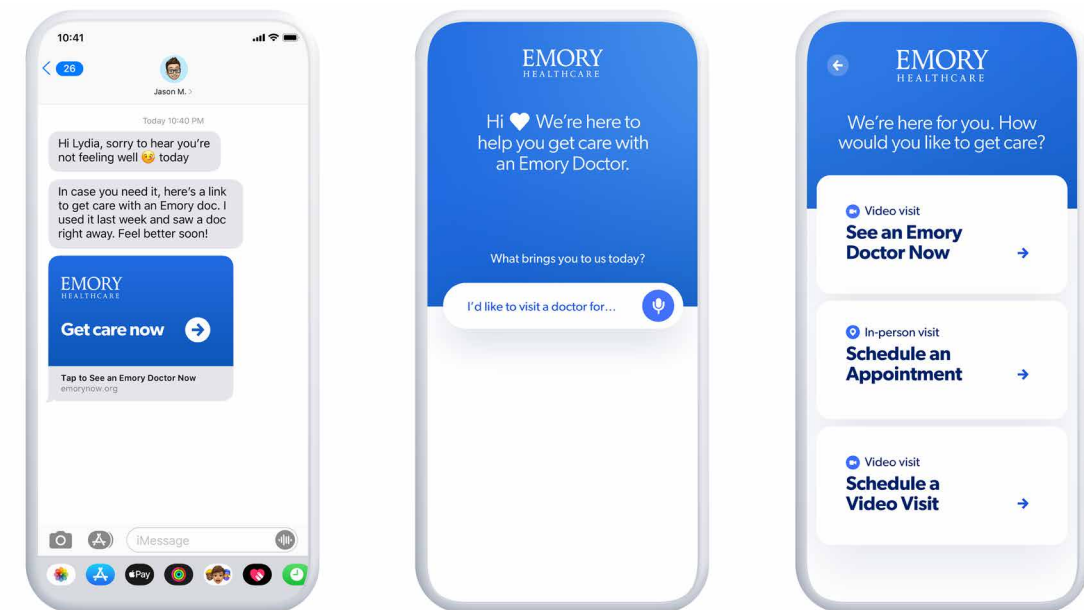 10:41
26
Jason M.
Today 10:40 PM
Hi Lydia, sorry to hear you're
not feeling well 🤒 today
In case you need it, here's a link
to get care with an Emory doc. I
used it last week and saw a doc
right away. Feel better soon!
EMORY
HEALTHCARE
Get care now
Tap to See an Emory Doctor Now
emorynow.org
iMessage
Pay
EMORY
HEALTHCARE
Hi 🤍 We're here to
help you get care with
an Emory Doctor.
What brings you to us today?
I'd like to visit a doctor for...
EMORY
HEALTHCARE
We're here for you. How
would you like to get care?
Video visit
See an Emory
Doctor Now
In-person visit
Schedule an
Appointment
Video visit
Schedule a
Video Visit